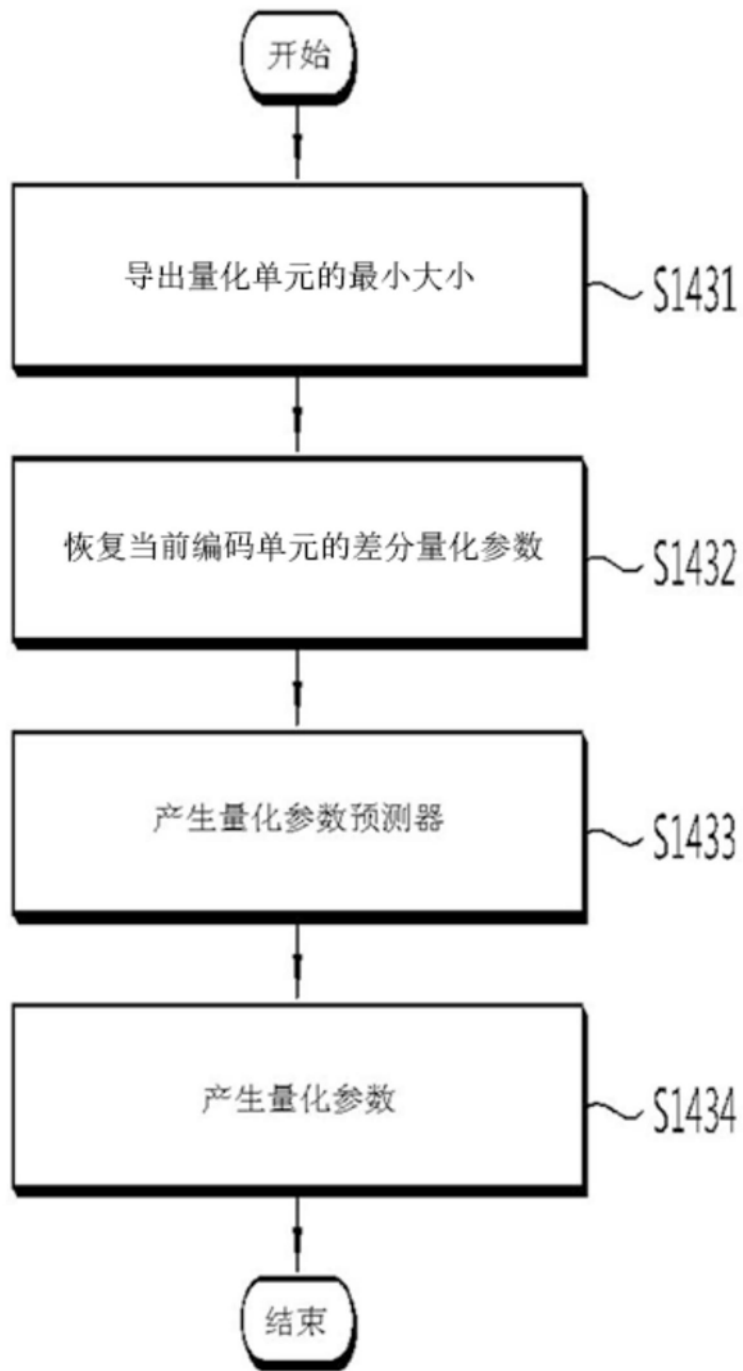 开始
导出量化单元的最小大小
S1431
恢复当前编码单元的差分量化参数
S1432
产生量化参数预测器
S1433
产生量化参数
S1434
结束